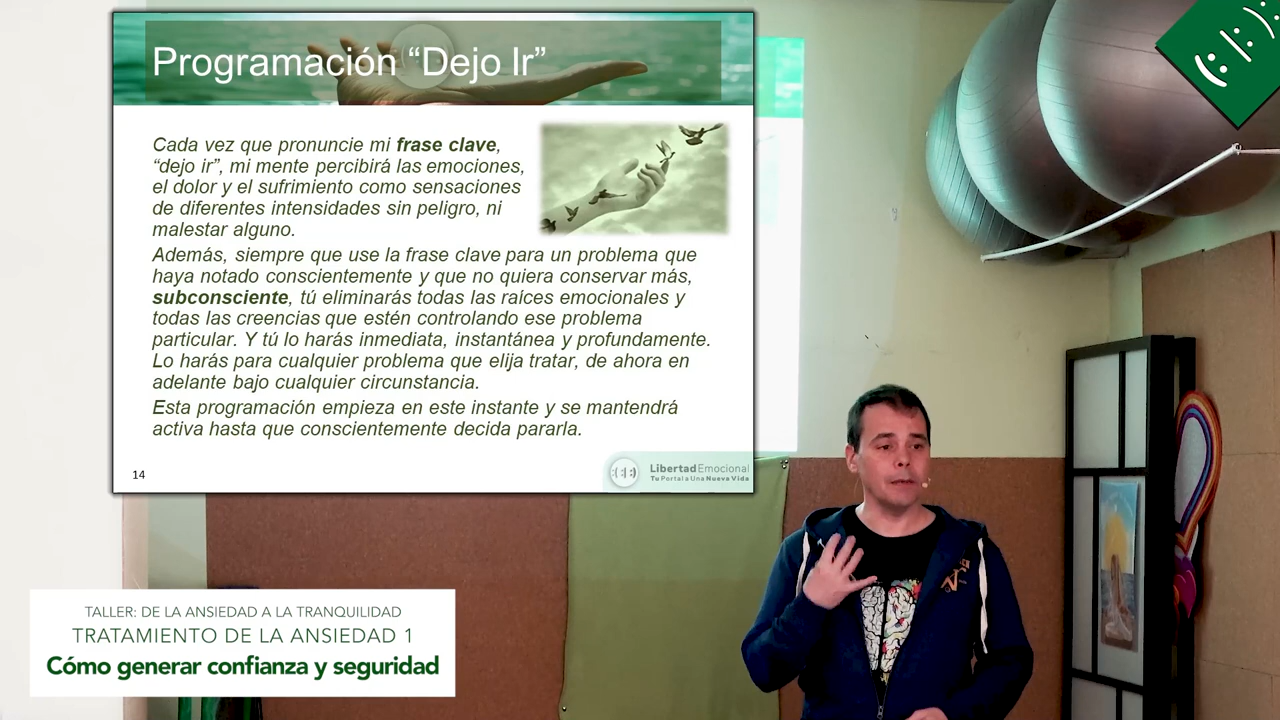 Programación “Dejo Ir”
Cada vez que pronuncie mi frase clave,
“dejo ir”, mi mente percibirá las emociones,
el dolor y el sufrimiento como sensaciones
de diferentes intensidades sin peligro, ni
malestar alguno.
Además, siempre que use la frase clave para un problema que
haya notado conscientemente y que no quiera conservar más,
subconsciente, tú eliminarás todas las raíces emocionales y
todas las creencias que estén controlando ese problema
particular. Y tú lo harás inmediata, instantánea y profundamente.
Lo harás para cualquier problema que elija tratar, de ahora en
adelante bajo cualquier circunstancia.
Esta programación empieza en este instante y se mantendrá
activa hasta que conscientemente decida pararla.
14
LibertadEmocional
Tu Portal a Una Nueva Vida
TALLER: DE LA ANSIEDAD A LA TRANQUILIDAD
TRATAMIENTO DE LA ANSIEDAD 1
Cómo generar confianza y seguridad